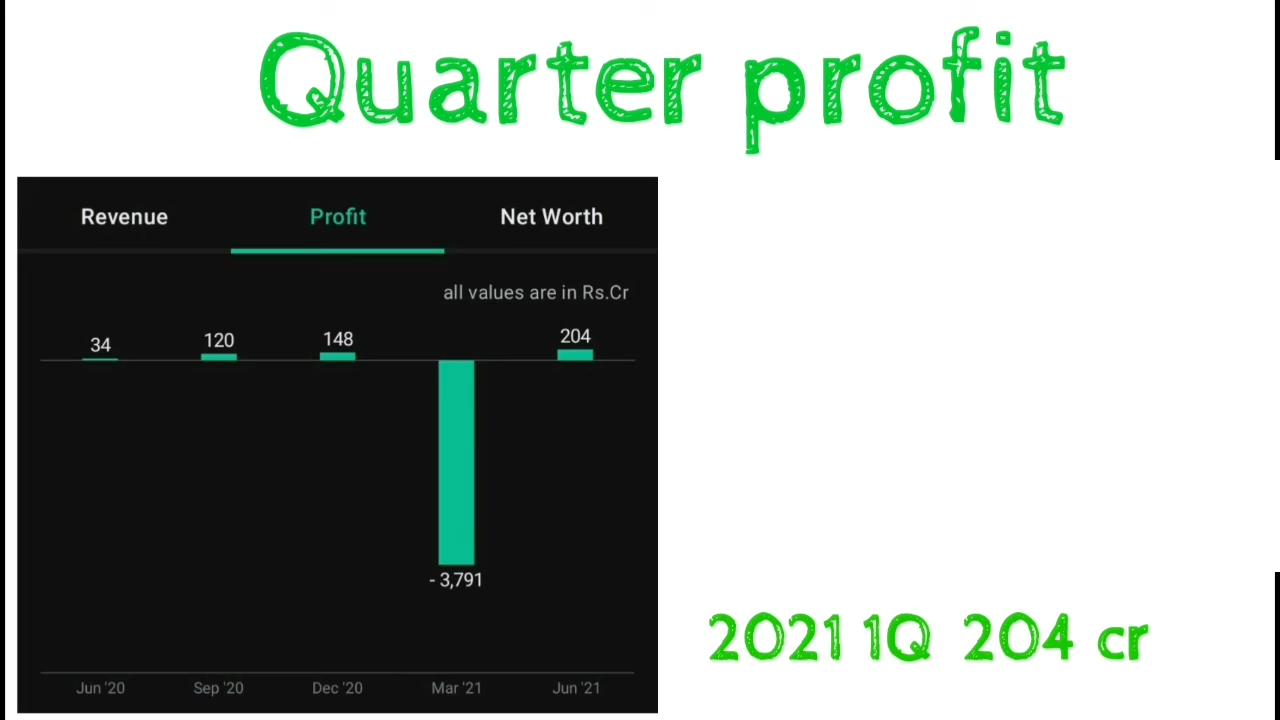 Quarter profit
Revenue Profit Net Worth
all values are in Rs.Cr
34 120 148 204
- 3,791
Jun '20 Sep '20 Dec '20 Mar '21 Jun '21
2021 1Q 204 cr